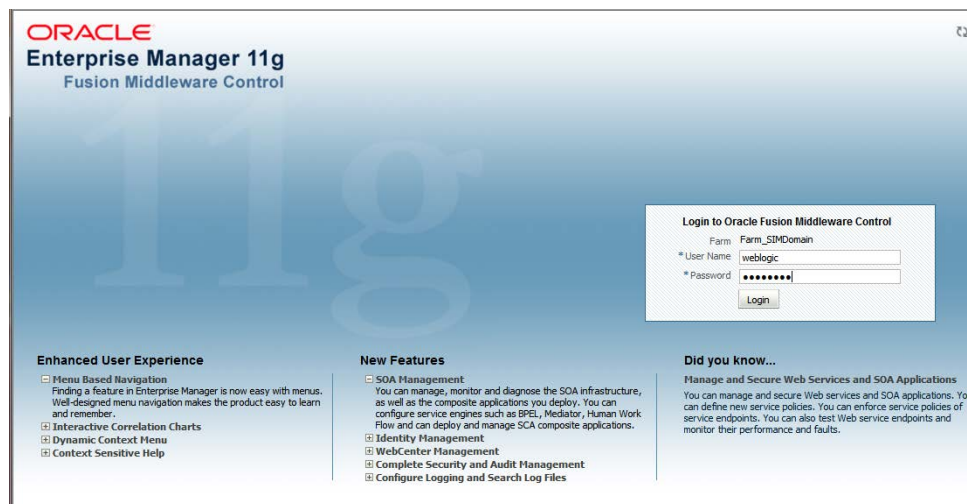 ORACLE
Enterprise Manager 11g
Fusion Middleware Control
11g
Login to Oracle Fusion Middleware Control
Farm Farm_SIMDomain
* User Name weblogic
* Password ••••••••
Login
Enhanced User Experience
Menu Based Navigation
Finding a feature in Enterprise Manager is now easy with menus.
Well-designed menu navigation makes the product easy to learn
and remember.
Interactive Correlation Charts
Dynamic Context Menu
Context Sensitive Help
New Features
SOA Management
You can manage, monitor and diagnose the SOA infrastructure,
as well as the composite applications you deploy. You can
configure service engines such as BPEL, Mediator, Human Work
Flow and can deploy and manage SCA composite applications.
Identity Management
WebCenter Management
Complete Security and Audit Management
Configure Logging and Search Log Files
Did you know...
Manage and Secure Web Services and SOA Applications
You can manage and secure Web services and SOA applications. Yo
can define new service policies. You can enforce service policies of
service endpoints. You can also test Web service endpoints and
monitor their performance and faults.